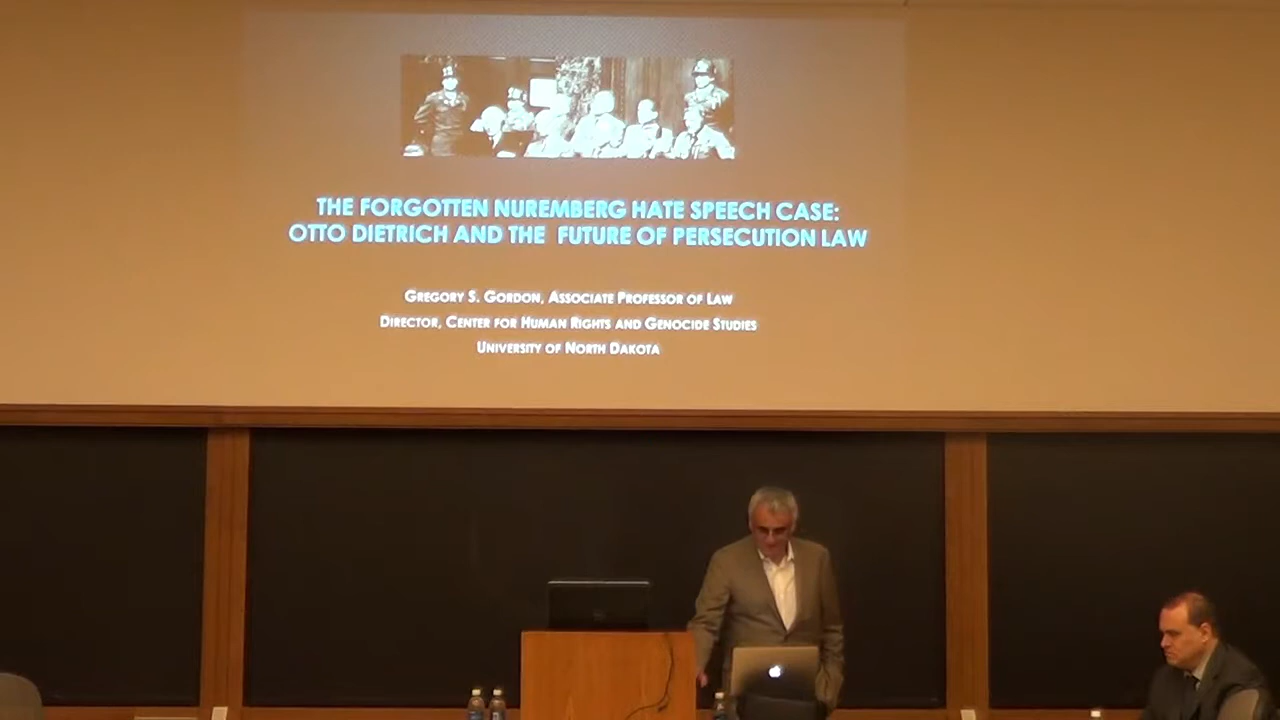 THE FORGOTTEN NUREMBERG HATE SPEECH CASE:
OTTO DIETRICH AND THE FUTURE OF PERSECUTION LAW
GREGORY S. GORDON, ASSOCIATE PROFESSOR OF LAW
DIRECTOR, CENTER FOR HUMAN RIGHTS AND GENOCIDE STUDIES
UNIVERSITY OF NORTH DAKOTA